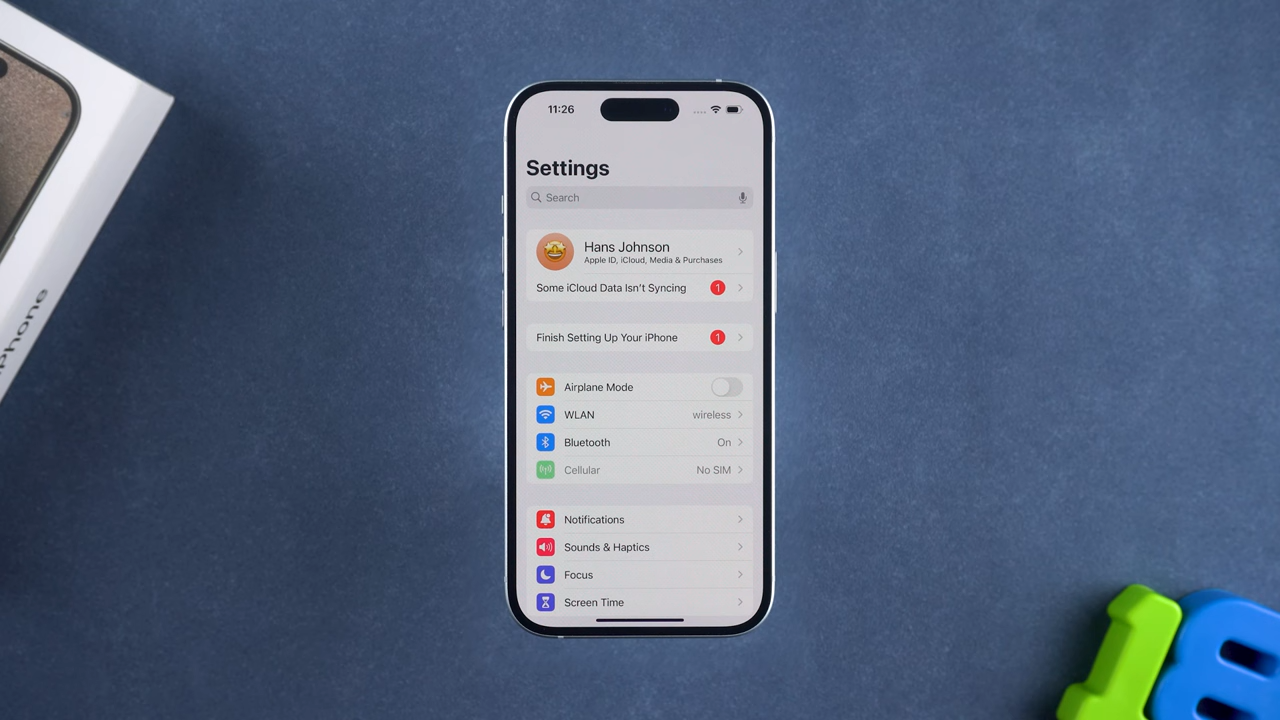 11:26
Settings
Search
Hans Johnson
Apple ID, iCloud, Media & Purchases
Some iCloud Data Isn't Syncing 1
Finish Setting Up Your iPhone 1
Airplane Mode
WLAN wireless
Bluetooth On
Cellular No SIM
Notifications
Sounds & Haptics
Focus
Screen Time
iPhone
18